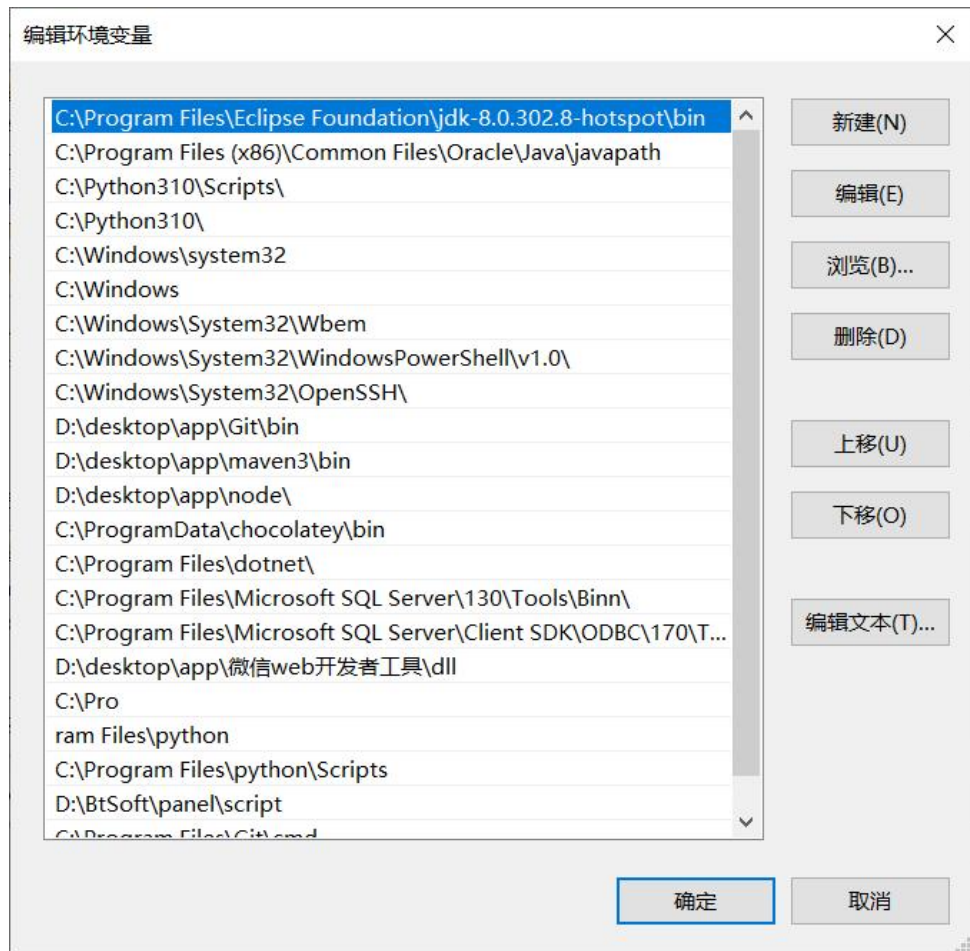 编辑环境变量
C:\Program Files\Eclipse Foundation\jdk-8.0.302.8-hotspot\bin
C:\Program Files (x86)\Common Files\Oracle\Java\javapath
C:\Python310\Scripts\
C:\Python310\
C:\Windows\system32
C:\Windows
C:\Windows\System32\Wbem
C:\Windows\System32\WindowsPowerShell\v1.0\
C:\Windows\System32\OpenSSH\
D:\desktop\app\Git\bin
D:\desktop\app\maven3\bin
D:\desktop\app\node\
C:\ProgramData\chocolatey\bin
C:\Program Files\dotnet\
C:\Program Files\Microsoft SQL Server\130\Tools\Binn\
C:\Program Files\Microsoft SQL Server\Client SDK\ODBC\170\T...
D:\desktop\app\微信web开发者工具\dll
C:\Pro
ram Files\python
C:\Program Files\python\Scripts
D:\BtSoft\panel\script
C:\Program Files\Git\cmd
新建(N)
编辑(E)
浏览(B)...
删除(D)
上移(U)
下移(O)
编辑文本(T)...
确定
取消